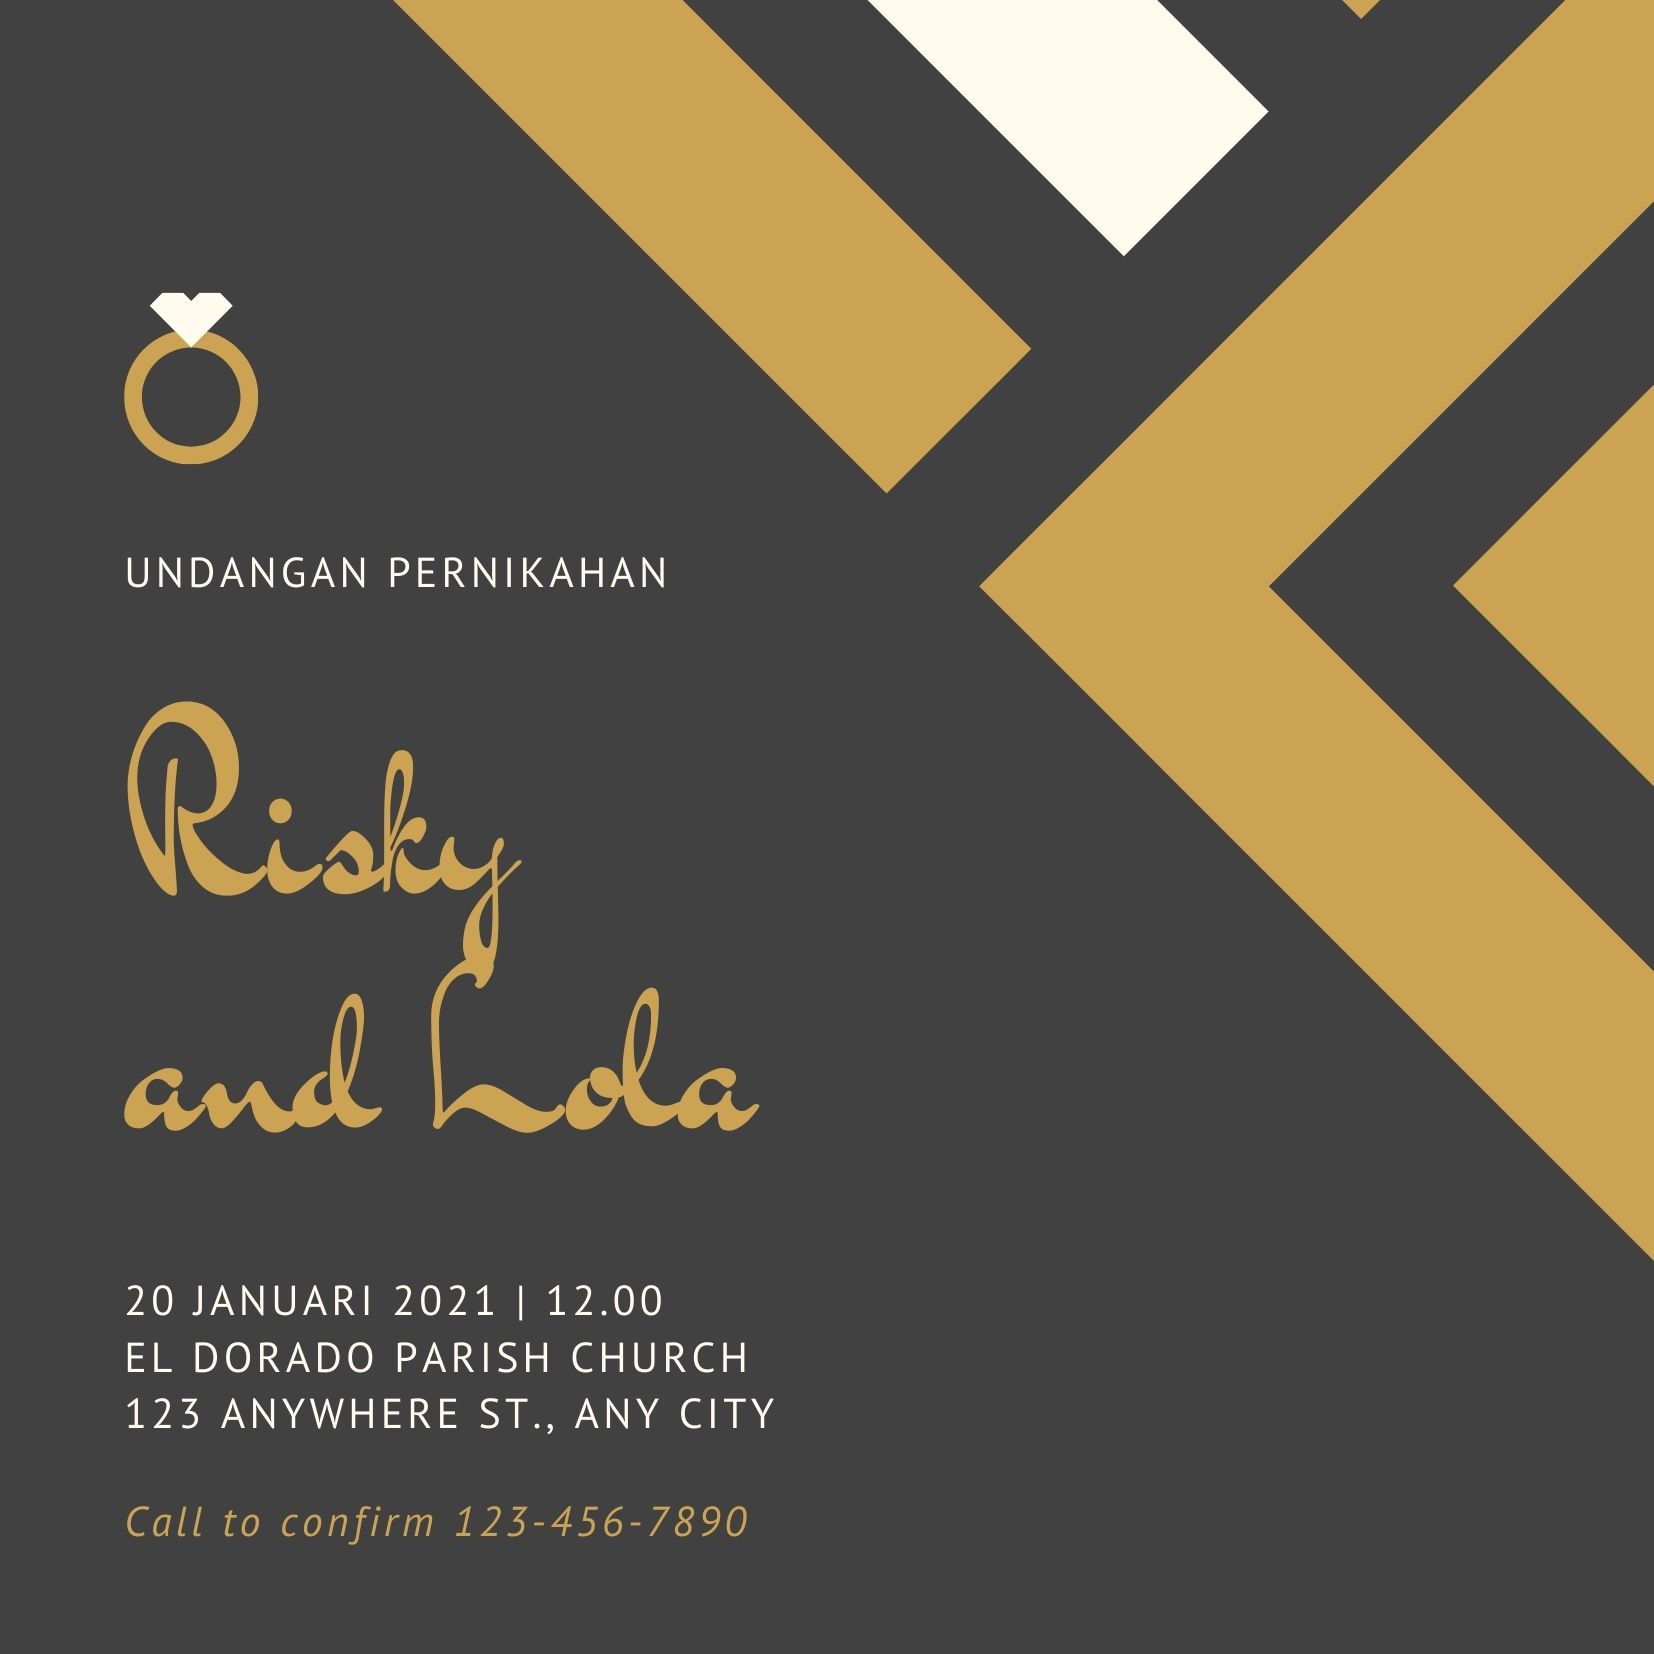 UNDANGAN PERNIKAHAN
Risky
and Lola
20 JANUARI 2021 | 12.00
EL DORADO PARISH CHURCH
123 ANYWHERE ST., ANY CITY
Call to confirm 123-456-7890